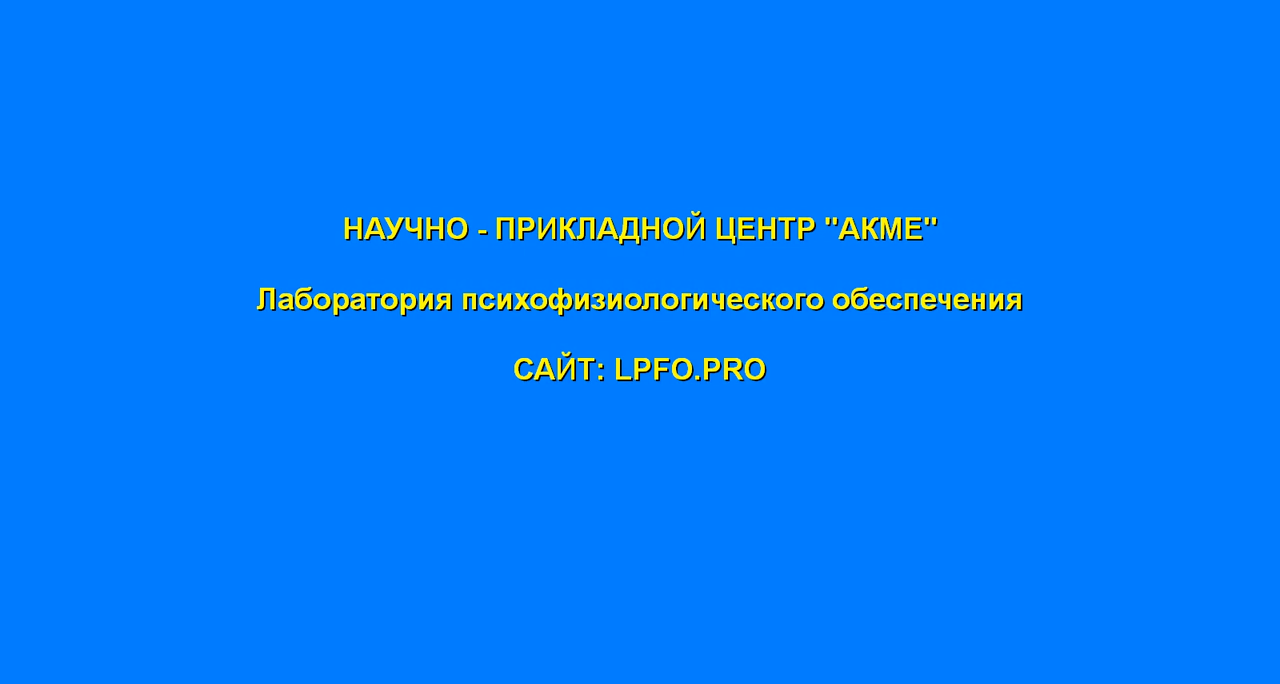 НАУЧНО - ПРИКЛАДНОЙ ЦЕНТР "АКМЕ"
Лаборатория психофизиологического обеспечения
САЙТ: LPFO.PRO